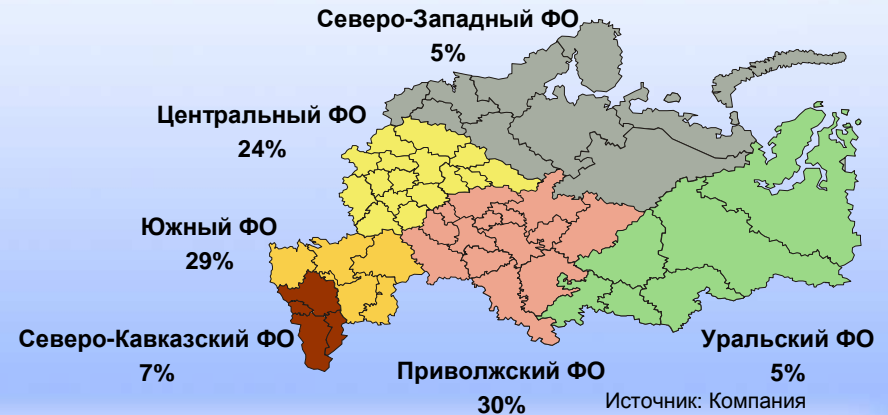 Северо-Западный ФО
5%
Центральный ФО
24%
Южный ФО
29%
Северо-Кавказский ФО
7%
Приволжский ФО
30%
Уральский ФО
5%
Источник: Компания